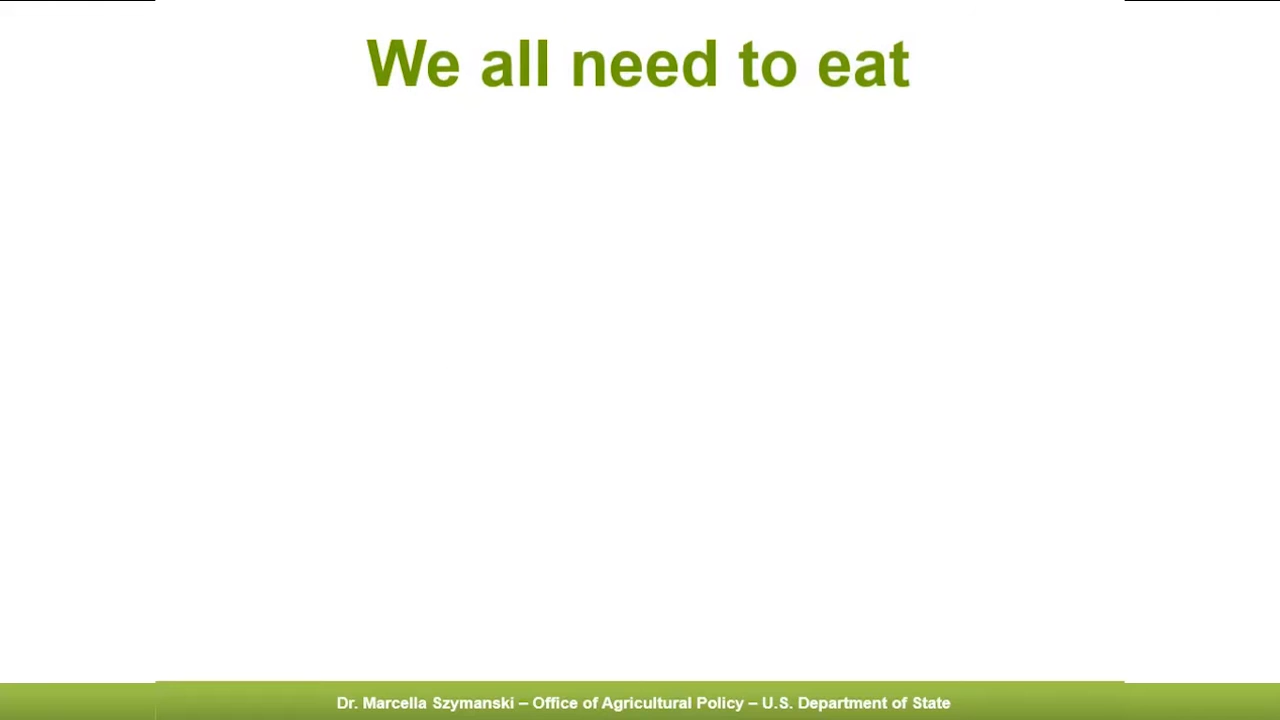 We all need to eat
Dr. Marcella Szymanski – Office of Agricultural Policy – U.S. Department of State